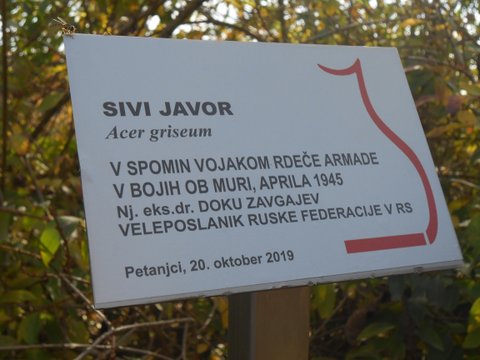 SIVI JAVOR
Acer griseum
V SPOMIN VOJAKOM RDEČE ARMADE
V BOJIH OB MURI, APRILA 1945
Nj. eks.dr. DOKU ZAVGAJEV
VELEPOSLANIK RUSKE FEDERACIJE V RS
Petanjci, 20. oktober 2019